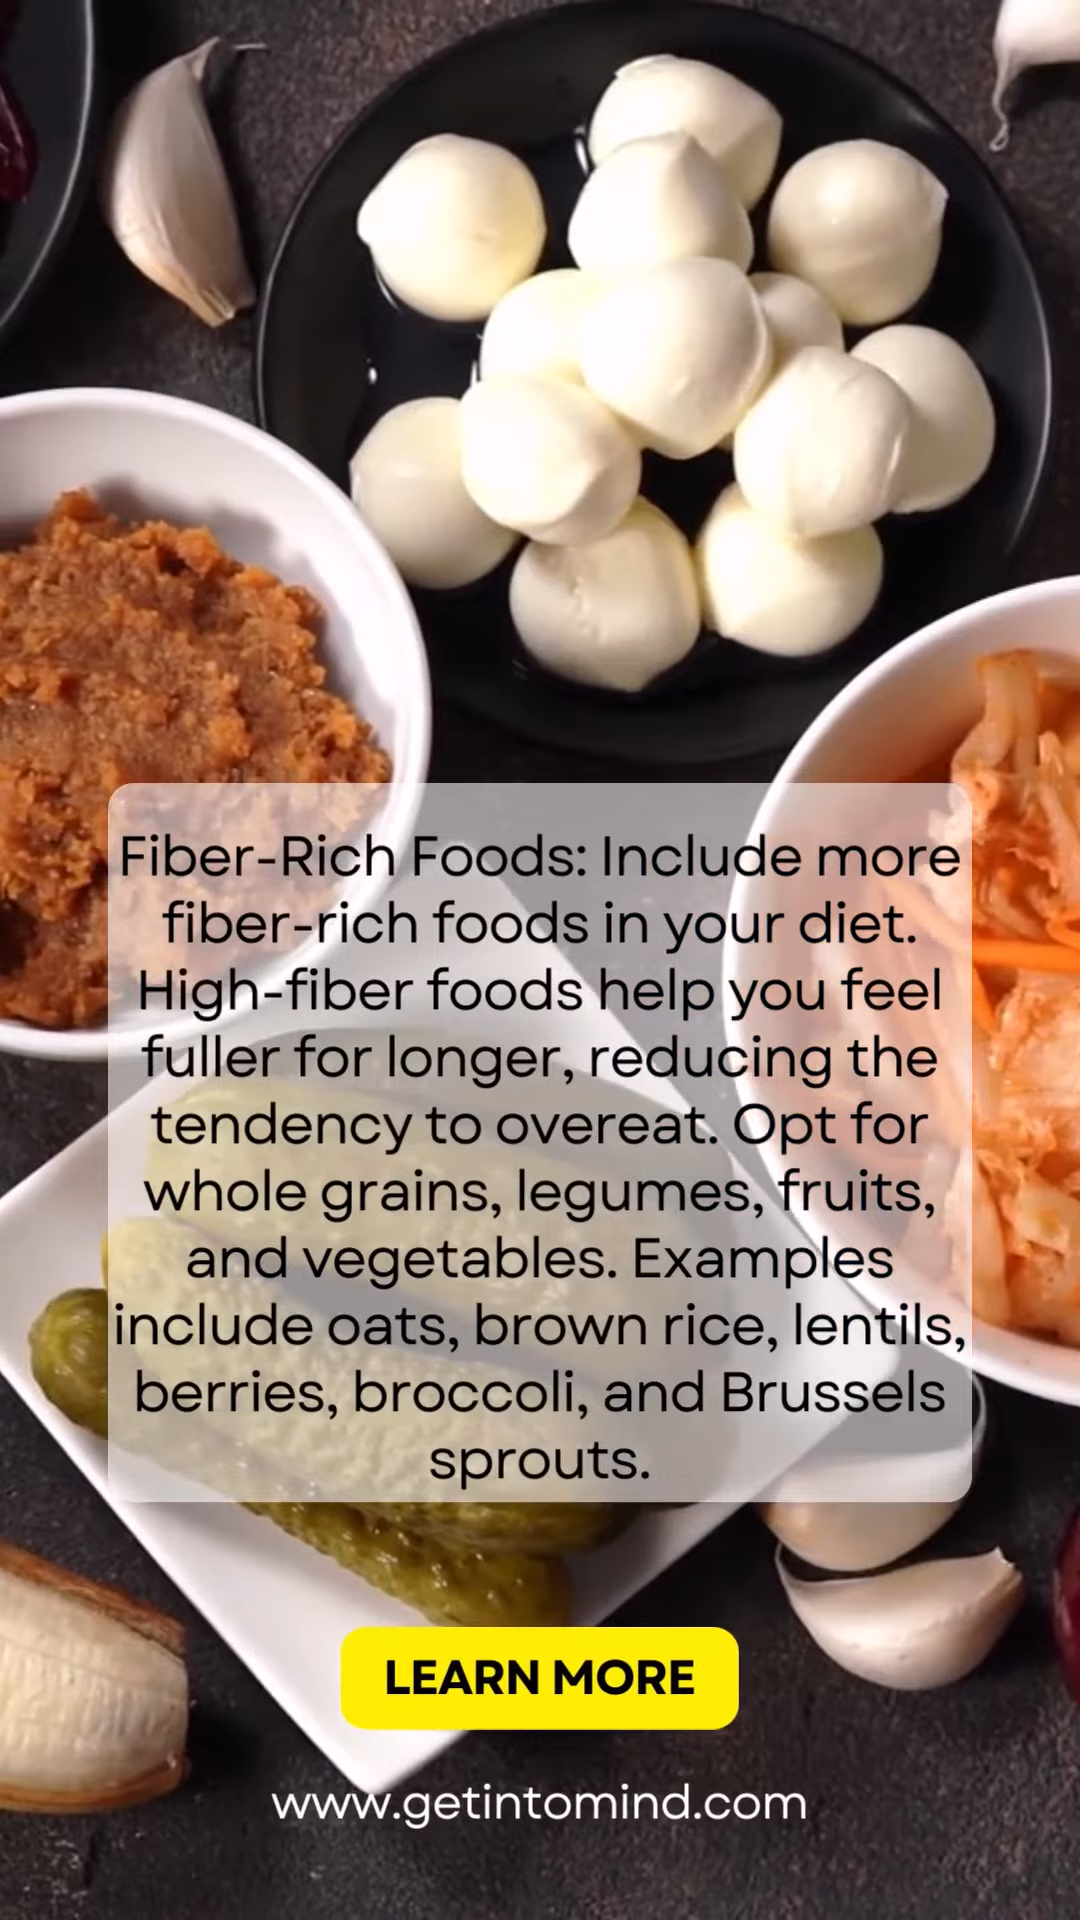 Fiber-Rich Foods: Include more
fiber-rich foods in your diet.
High-fiber foods help you feel
fuller for longer, reducing the
tendency to overeat. Opt for
whole grains, legumes, fruits,
and vegetables. Examples
include oats, brown rice, lentils,
berries, broccoli, and Brussels
sprouts.
LEARN MORE
www.getintomind.com